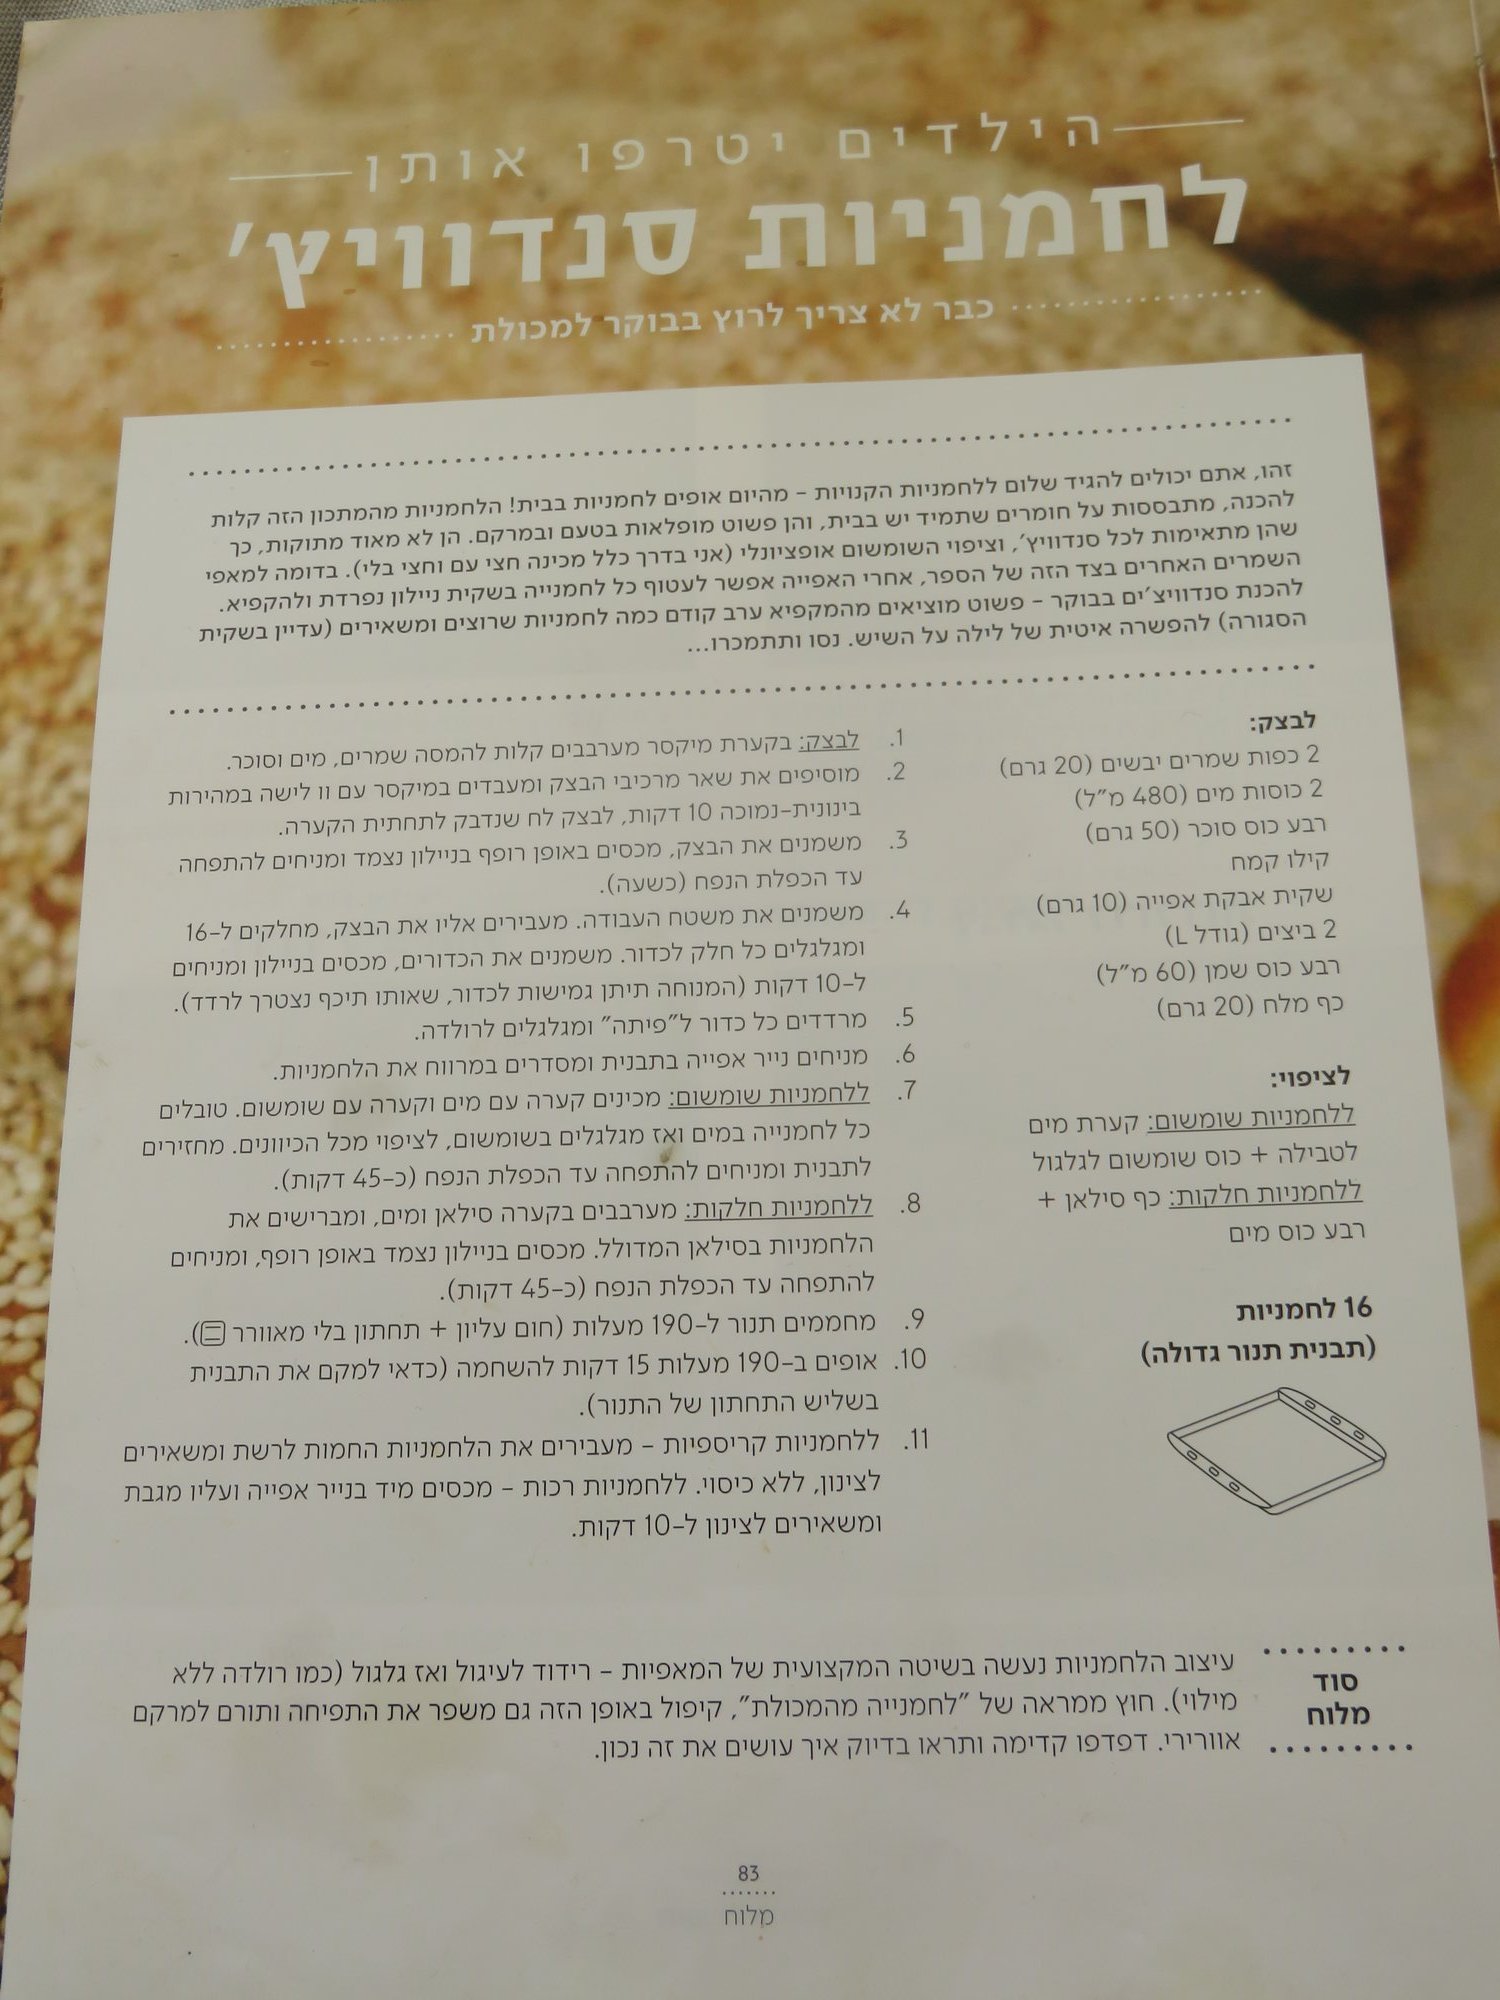 הילדים יטרפו אותן
לחמניות סנדוויץ'
כבר לא צריך לרוץ בבוקר למכולת
זהו, אתם יכולים להגיד שלום ללחמניות הקנויות – מהיום אופים לחמניות בבית! הלחמניות מהמתכון הזה קלות
להכנה, מתבססות על חומרים שתמיד יש בבית, והן פשוט מופלאות בטעם ובמרקם. הן לא מאוד מתוקות, כך
שהן מתאימות לכל סנדוויץ', וציפוי השומשום אופציונלי (אני בדרך כלל מכינה חצי עם וחצי בלי). בדומה למאפי
השמרים האחרים בצד הזה של הספר, אחרי האפייה אפשר לעטוף כל לחמנייה בשקית ניילון נפרדת ולהקפיא.
להכנת סנדוויצ'ים בבוקר – פשוט מוציאים מהמקפיא ערב קודם כמה לחמניות שרוצים ומשאירים (עדיין בשקית
הסגורה) להפשרה איטית של לילה על השיש. נסו ותתמכרו...
לבצק:
2 כפות שמרים יבשים (20 גרם)
2 כוסות מים (480 מ"ל)
רבע כוס סוכר (50 גרם)
קילו קמח
שקית אבקת אפייה (10 גרם)
2 ביצים (גודל L)
רבע כוס שמן (60 מ"ל)
כף מלח (20 גרם)
לציפוי:
ללחמניות שומשום: קערת מים
לטבילה + כוס שומשום לגלגול
ללחמניות חלקות: כף סילאן +
רבע כוס מים
16 לחמניות
(תבנית תנור גדולה)
1. לבצק: בקערת מיקסר מערבבים קלות להמסה שמרים, מים וסוכר.
2. מוסיפים את שאר מרכיבי הבצק ומעבדים במיקסר עם וו לישה במהירות
בינונית-נמוכה 10 דקות, לבצק לח שנדבק לתחתית הקערה.
3. משמנים את הבצק, מכסים באופן רופף בניילון נצמד ומניחים להתפחה
עד הכפלת הנפח (כשעה).
4. משמנים את משטח העבודה. מעבירים אליו את הבצק, מחלקים ל-16
ומגלגלים כל חלק לכדור. משמנים את הכדורים, מכסים בניילון ומניחים
ל-10 דקות (המנוחה תיתן גמישות לכדור, שאותו תיכף נצטרך לרדד).
5. מרדדים כל כדור ל"פיתה" ומגלגלים לרולדה.
6. מניחים נייר אפייה בתבנית ומסדרים במרווח את הלחמניות.
7. ללחמניות שומשום: מכינים קערה עם מים וקערה עם שומשום. טובלים
כל לחמנייה במים ואז מגלגלים בשומשום, לציפוי מכל הכיוונים. מחזירים
לתבנית ומניחים להתפחה עד הכפלת הנפח (כ-45 דקות).
8. ללחמניות חלקות: מערבבים בקערה סילאן ומים, ומברישים את
הלחמניות בסילאן המדולל. מכסים בניילון נצמד באופן רופף, ומניחים
להתפחה עד הכפלת הנפח (כ-45 דקות).
9. מחממים תנור ל-190 מעלות (חום עליון + תחתון בלי מאוורר).
10. אופים ב-190 מעלות 15 דקות להשחמה (כדאי למקם את התבנית
בשליש התחתון של התנור).
11. ללחמניות קריספיות – מעבירים את הלחמניות החמות לרשת ומשאירים
לצינון, ללא כיסוי. ללחמניות רכות – מכסים מיד בנייר אפייה ועליו מגבת
ומשאירים לצינון ל-10 דקות.
סוד
מלוח
עיצוב הלחמניות נעשה בשיטה המקצועית של המאפיות – רידוד לעיגול ואז גלגול (כמו רולדה ללא
מילוי). חוץ ממראה של "לחמנייה מהמכולת", קיפול באופן הזה גם משפר את התפיחה ותורם למרקם
אוורירי. דפדפו קדימה ותראו בדיוק איך עושים את זה נכון.
83
מלוח